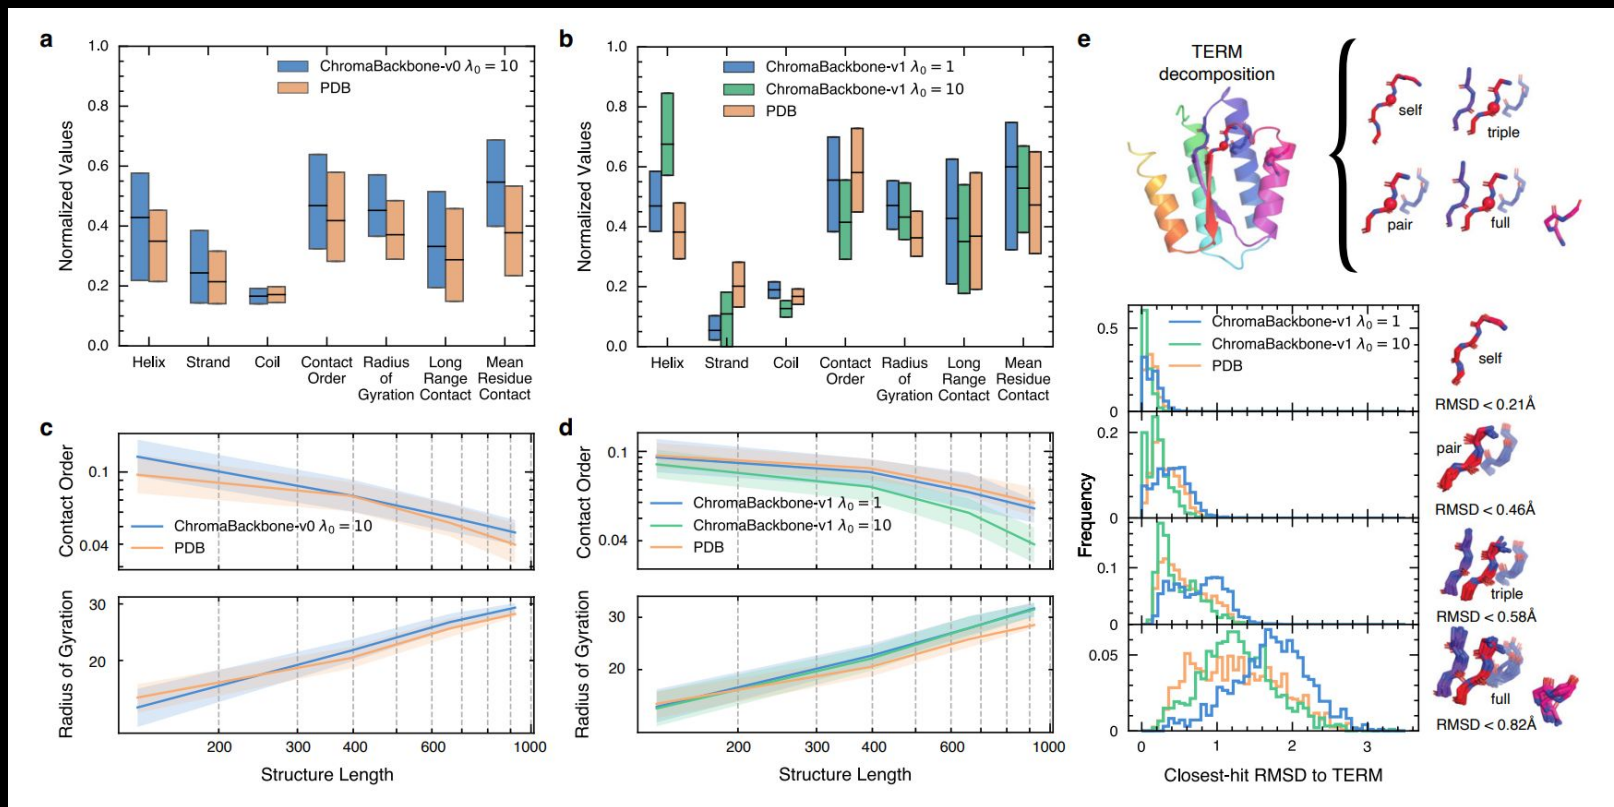 a
1.0
0.8
0.6
0.4
0.2
0.0
Normalized Values
ChromaBackbone-v0 λ₀ = 10
PDB
Helix
Strand
Coil
Contact
Order
Radius
of
Gyration
Long
Range
Contact
Mean
Residue
Contact
b
1.0
0.8
0.6
0.4
0.2
0.0
Normalized Values
ChromaBackbone-v1 λ₀ = 1
ChromaBackbone-v1 λ₀ = 10
PDB
Helix
Strand
Coil
Contact
Order
Radius
of
Gyration
Long
Range
Contact
Mean
Residue
Contact
c
Contact Order
0.1
0.04
ChromaBackbone-v0 λ₀ = 10
PDB
Radius of Gyration
30
20
200
300
400
600
1000
Structure Length
d
Contact Order
0.1
0.04
ChromaBackbone-v1 λ₀ = 1
ChromaBackbone-v1 λ₀ = 10
PDB
Radius of Gyration
30
20
200
300
400
600
1000
Structure Length
e
TERM
decomposition
self
triple
pair
full
ChromaBackbone-v1 λ₀ = 1
ChromaBackbone-v1 λ₀ = 10
PDB
Frequency
0.5
0
0.2
0
0.1
0
0.05
0
self
RMSD < 0.21Å
pair
RMSD < 0.46Å
triple
RMSD < 0.58Å
full
RMSD < 0.82Å
0
1
2
3
Closest-hit RMSD to TERM